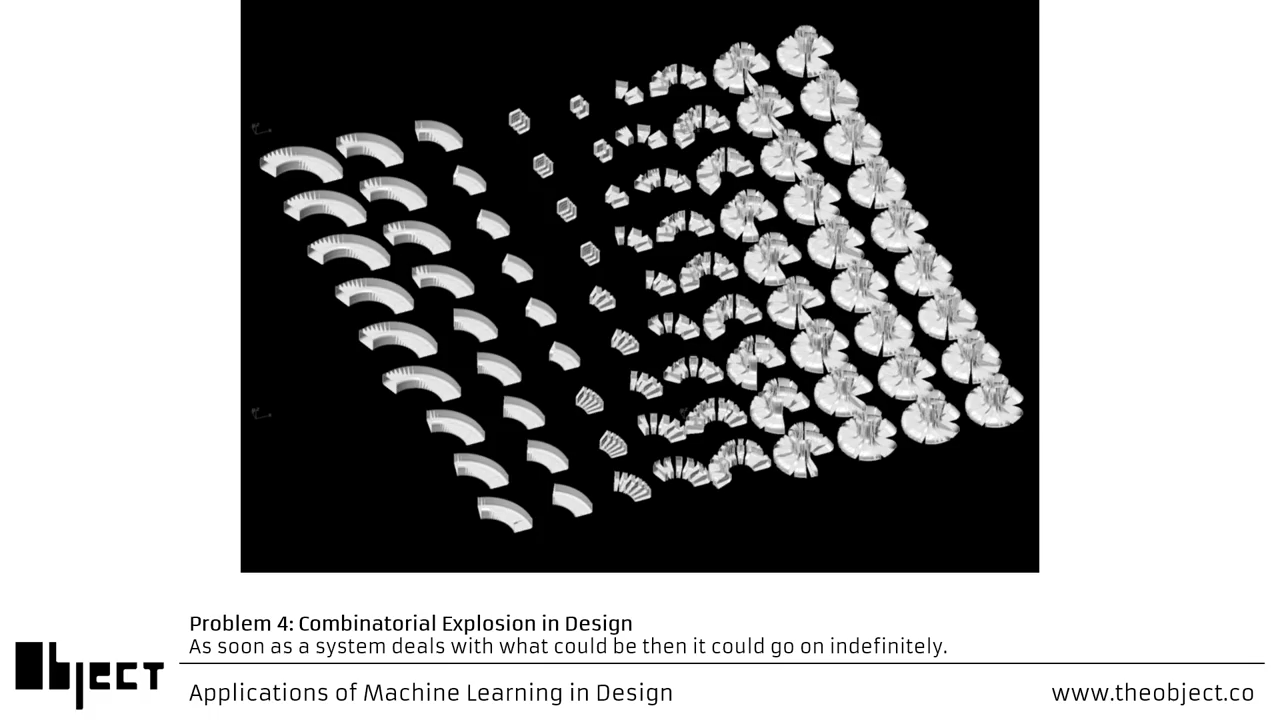 Problem 4: Combinatorial Explosion in Design
As soon as a system deals with what could be then it could go on indefinitely.
Object
Applications of Machine Learning in Design
www.theobject.co